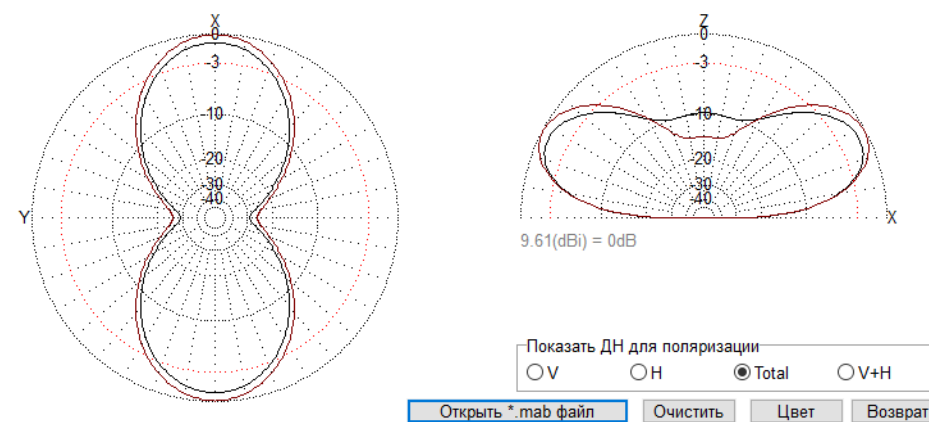 X
0
-3
-10
-20
-30
-40
Y
Z
0
-3
-10
-20
-30
-40
X
9.61(dBi) = 0dB
Показать ДН для поляризации
V H Total V+H
Открыть *.mab файл Очистить Цвет Возврат